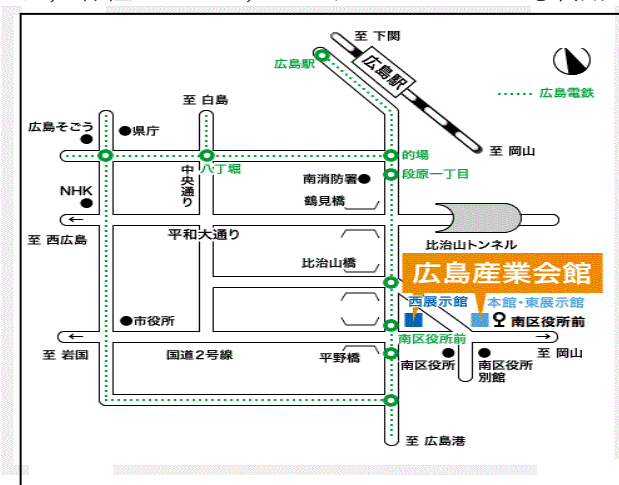 至 下関
広島駅
広島駅
広島電鉄
至 白島
広島そごう
県庁
的場
至 岡山
八丁堀
中央通り
南消防署
段原一丁目
NHK
鶴見橋
至 西広島
平和大通り
比治山トンネル
比治山橋
広島産業会館
西展示館
本館・東展示館
市役所
南区役所前
南区役所前
至 岩国
国道2号線
平野橋
南区役所
南区役所
別館
至 岡山
至 広島港